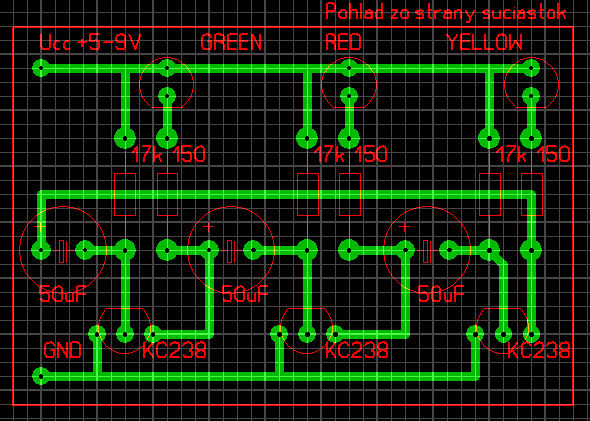 Pohlad zo strany suciastok
Ucc +5-9V GREEN RED YELLOW
17k 150 17k 150 17k 150
50uF 50uF 50uF
GND KC238 KC238 KC238